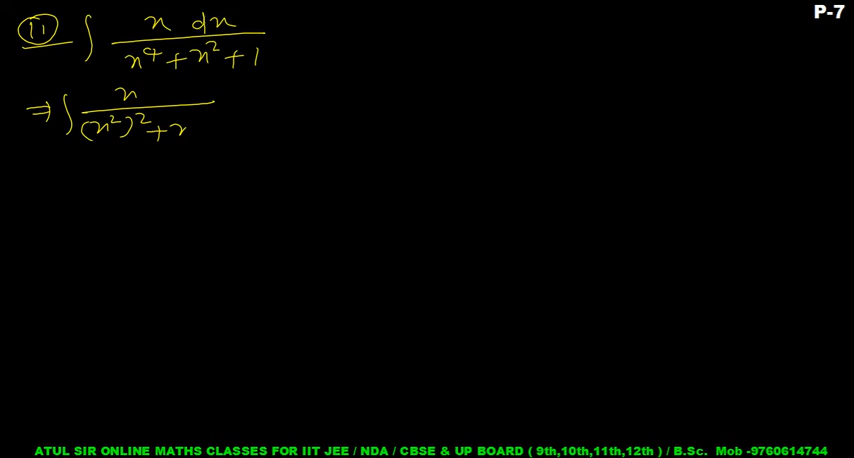 P-7
(11) ∫ x dx / (x⁴ + x² + 1)
⇒ ∫ x / ((x²)² + x
ATUL SIR ONLINE MATHS CLASSES FOR IIT JEE / NDA / CBSE & UP BOARD ( 9th,10th,11th,12th ) / B.Sc. Mob -9760614744